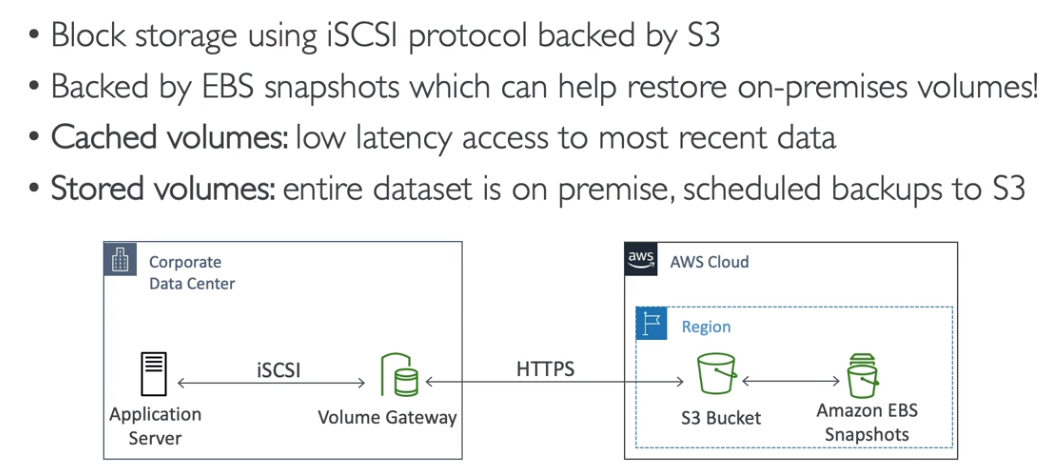 • Block storage using iSCSI protocol backed by S3
• Backed by EBS snapshots which can help restore on-premises volumes!
• Cached volumes: low latency access to most recent data
• Stored volumes: entire dataset is on premise, scheduled backups to S3
Corporate
Data Center
aws
AWS Cloud
Region
iSCSI
HTTPS
Application
Server
Volume Gateway
S3 Bucket
Amazon EBS
Snapshots